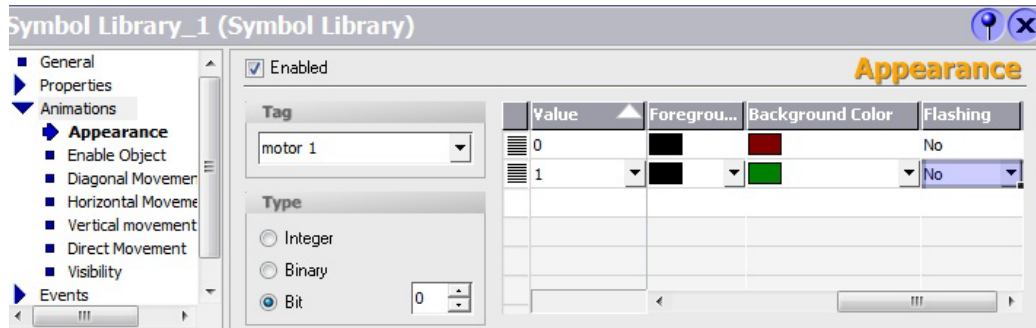 Symbol Library_1 (Symbol Library)
General
Properties
Animations
Appearance
Enable Object
Diagonal Movemen
Horizontal Moveme
Vertical movement
Direct Movement
Visibility
Events
Enabled
Appearance
Tag
motor 1
Type
Integer
Binary
Bit 0
Value Foregrou... Background Color Flashing
0 No
1 No